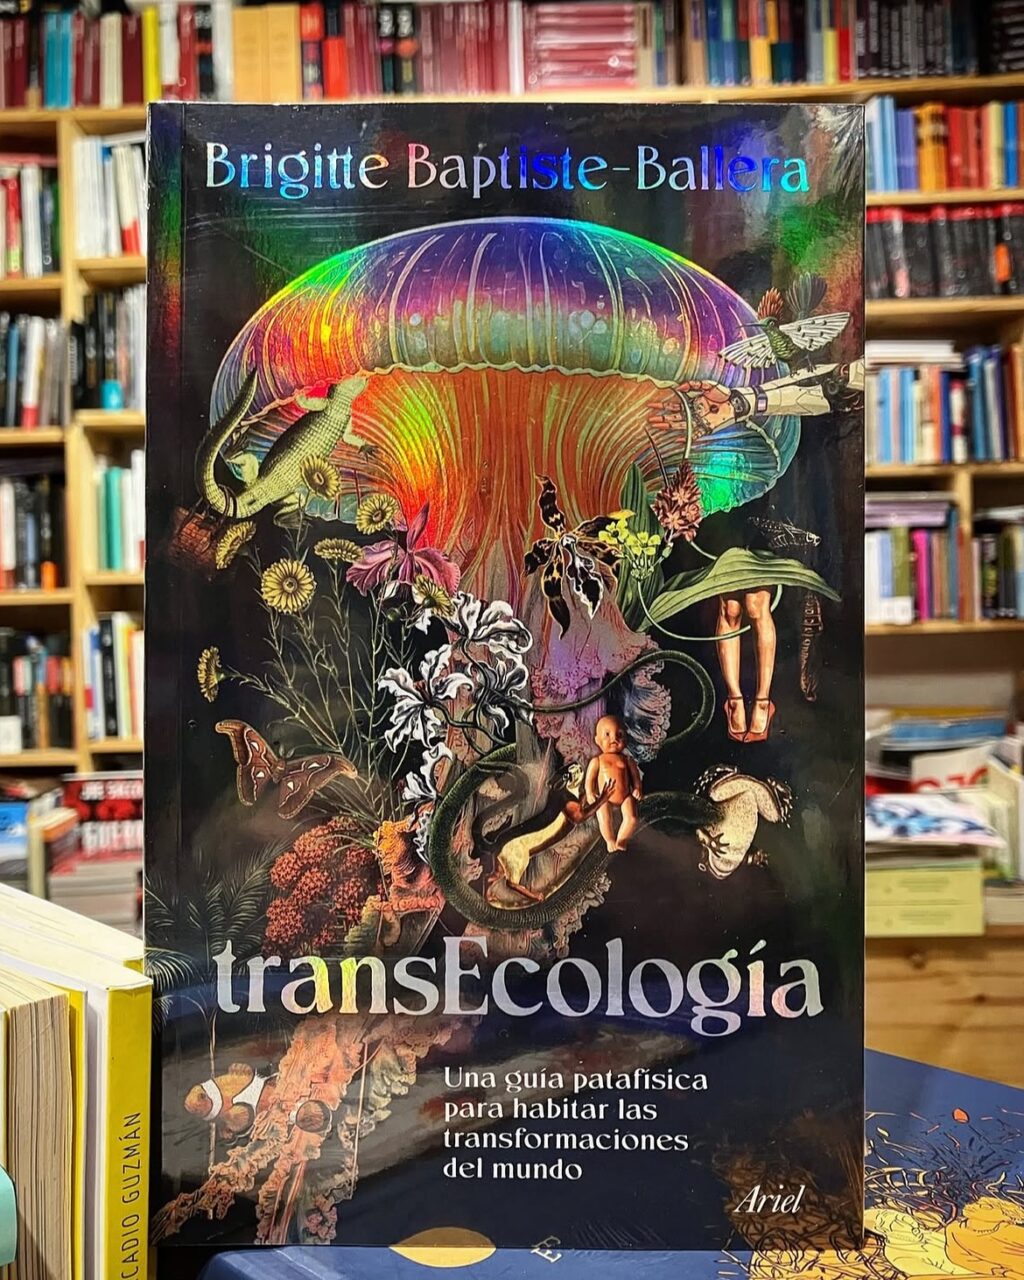 Brigitte Baptiste-Ballera
transEcología
Una guía patafísica
para habitar las
transformaciones
del mundo
Ariel
CADIO GUZMÁN